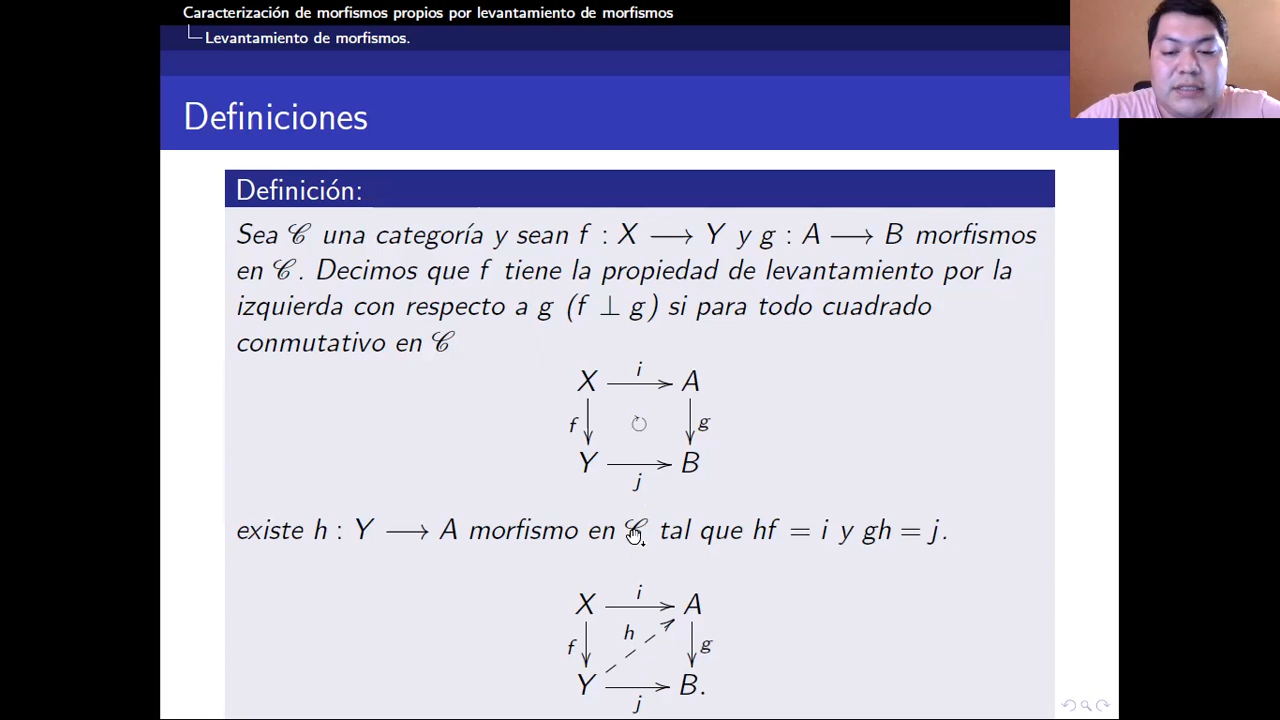 Caracterización de morfismos propios por levantamiento de morfismos
Levantamiento de morfismos.
Definiciones
Definición:
Sea 𝒞 una categoría y sean f : X ⟶ Y y g : A ⟶ B morfismos
en 𝒞. Decimos que f tiene la propiedad de levantamiento por la
izquierda con respecto a g (f ⊥ g) si para todo cuadrado
conmutativo en 𝒞
i
X A
f ↻ g
Y B
j
existe h : Y ⟶ A morfismo en 𝒞 tal que hf = i y gh = j.
i
X A
f h g
Y B.
j